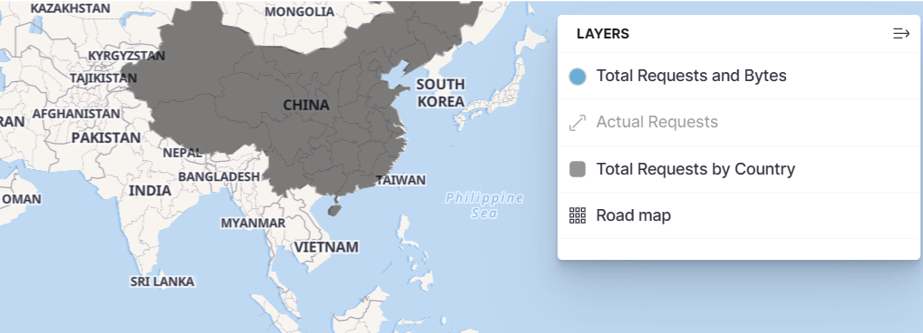 KAZAKHSTAN
MONGOLIA
KYRGYZSTAN
TAJIKISTAN
SOUTH
KOREA
CHINA
RAN
AFGHANISTAN
PAKISTAN
NEPAL
BANGLADESH
TAIWAN
INDIA
OMAN
Philippine
Sea
MYANMAR
VIETNAM
SRI LANKA
LAYERS
Total Requests and Bytes
Actual Requests
Total Requests by Country
Road map